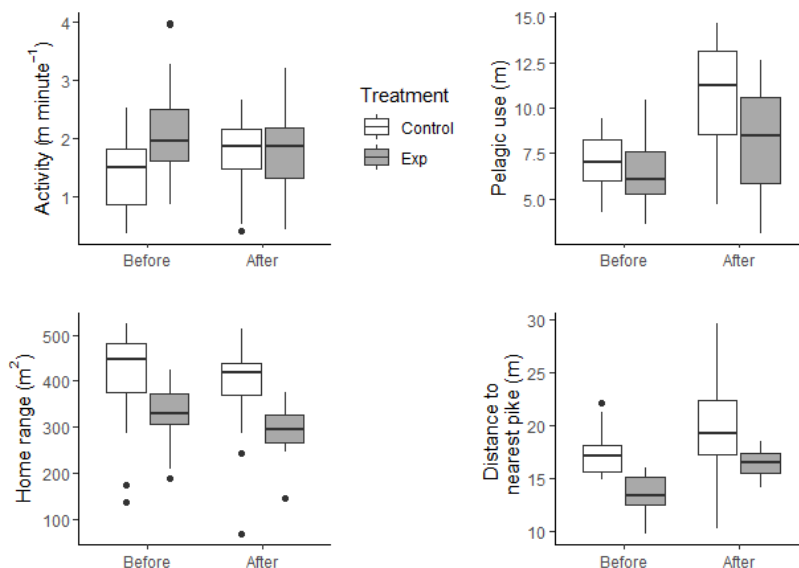 Activity (m minute⁻¹)
4
3
2
1
Before
After
Treatment
Control
Exp
Pelagic use (m)
15.0
12.5
10.0
7.5
5.0
Before
After
Home range (m²)
500
400
300
200
100
Before
After
Distance to
nearest pike (m)
30
25
20
15
10
Before
After